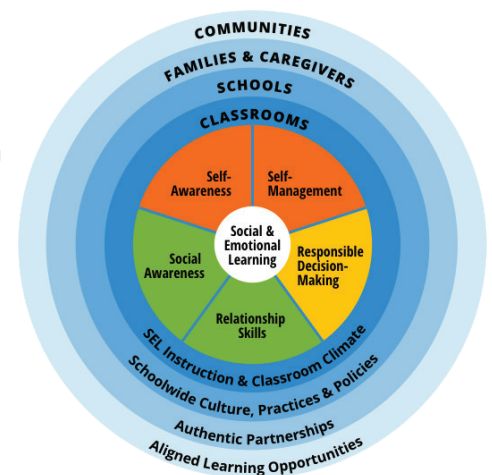 COMMUNITIES
FAMILIES & CAREGIVERS
SCHOOLS
CLASSROOMS
Self-
Awareness
Self-
Management
Social &
Emotional
Learning
Social
Awareness
Responsible
Decision-
Making
Relationship
Skills
SEL Instruction & Classroom Climate
Schoolwide Culture, Practices & Policies
Authentic Partnerships
Aligned Learning Opportunities